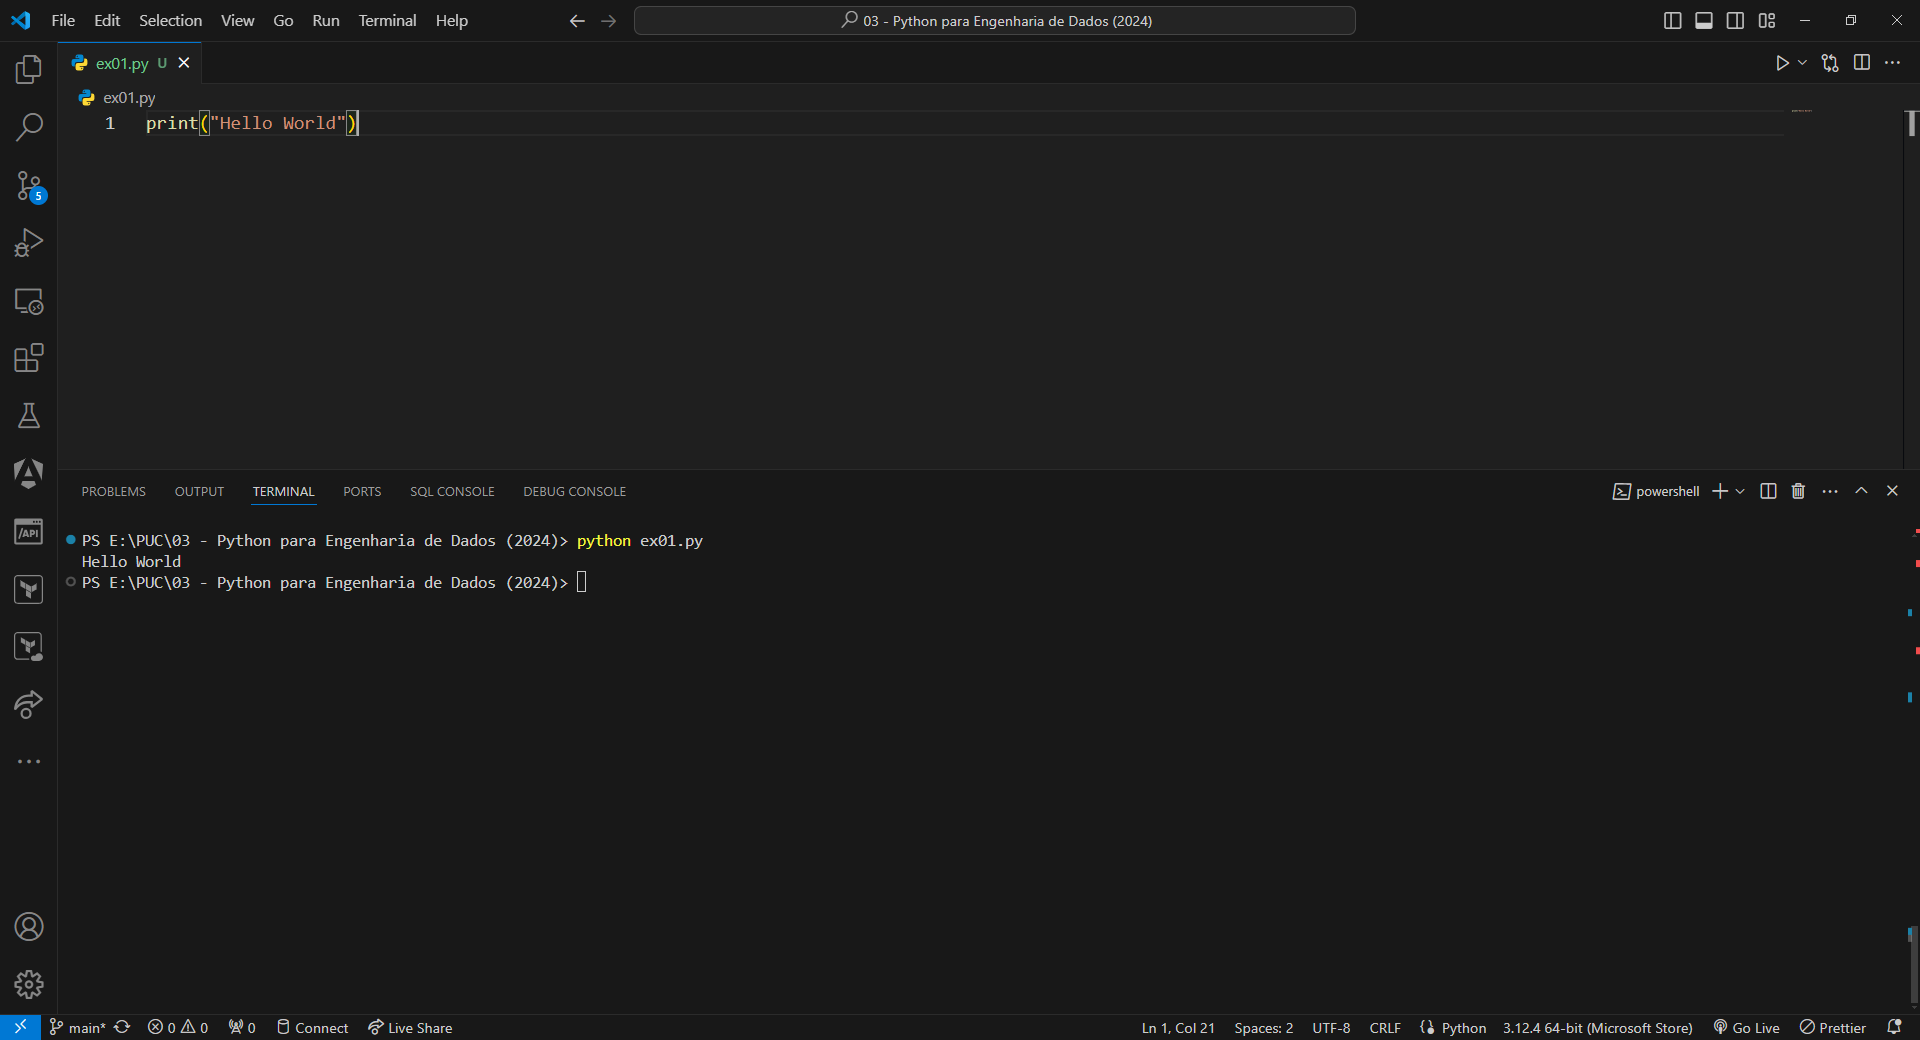 File Edit Selection View Go Run Terminal Help 03 - Python para Engenharia de Dados (2024)
ex01.py U
ex01.py
1 print("Hello World")
5
/API
PROBLEMS OUTPUT TERMINAL PORTS SQL CONSOLE DEBUG CONSOLE powershell
PS E:\PUC\03 - Python para Engenharia de Dados (2024)> python ex01.py
Hello World
PS E:\PUC\03 - Python para Engenharia de Dados (2024)>
main* 0 0 0 Connect Live Share Ln 1, Col 21 Spaces: 2 UTF-8 CRLF Python 3.12.4 64-bit (Microsoft Store) Go Live Prettier